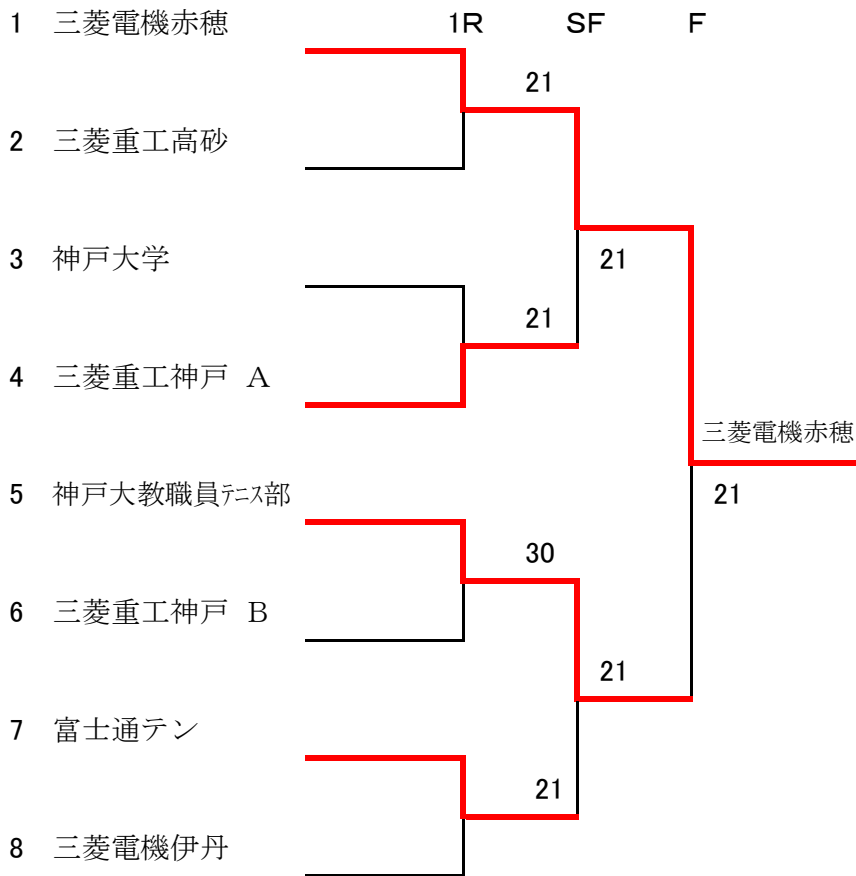 1 三菱電機赤穂 1R SF F
21
2 三菱重工高砂
3 神戸大学 21
21
4 三菱重工神戸 A
三菱電機赤穂
5 神戸大教職員テニス部 21
30
6 三菱重工神戸 B
21
7 富士通テン
21
8 三菱電機伊丹